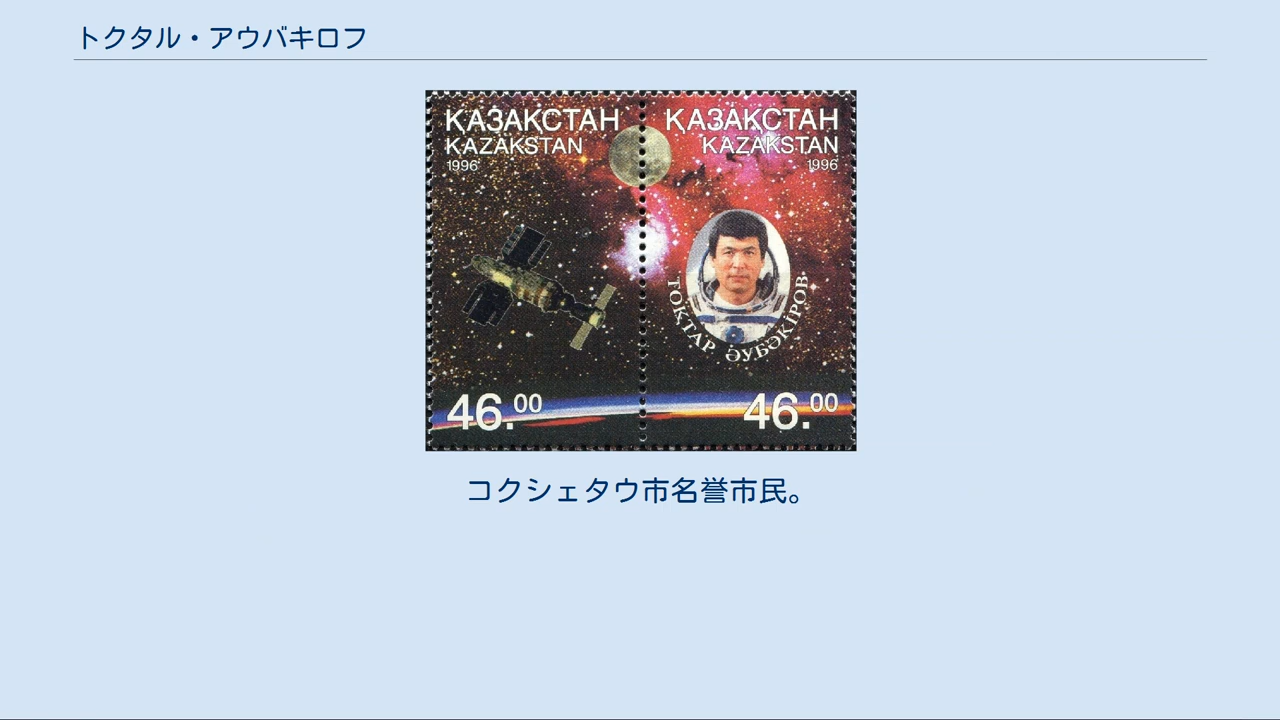 トクタル・アウバキロフ
ҚАЗАҚСТАН
KAZAKSTAN
1996
46.00
ҚАЗАҚСТАН
KAZAKSTAN
1996
ТОҚТАР ӘУБӘКІРОВ
46.00
コクシェタウ市名誉市民。